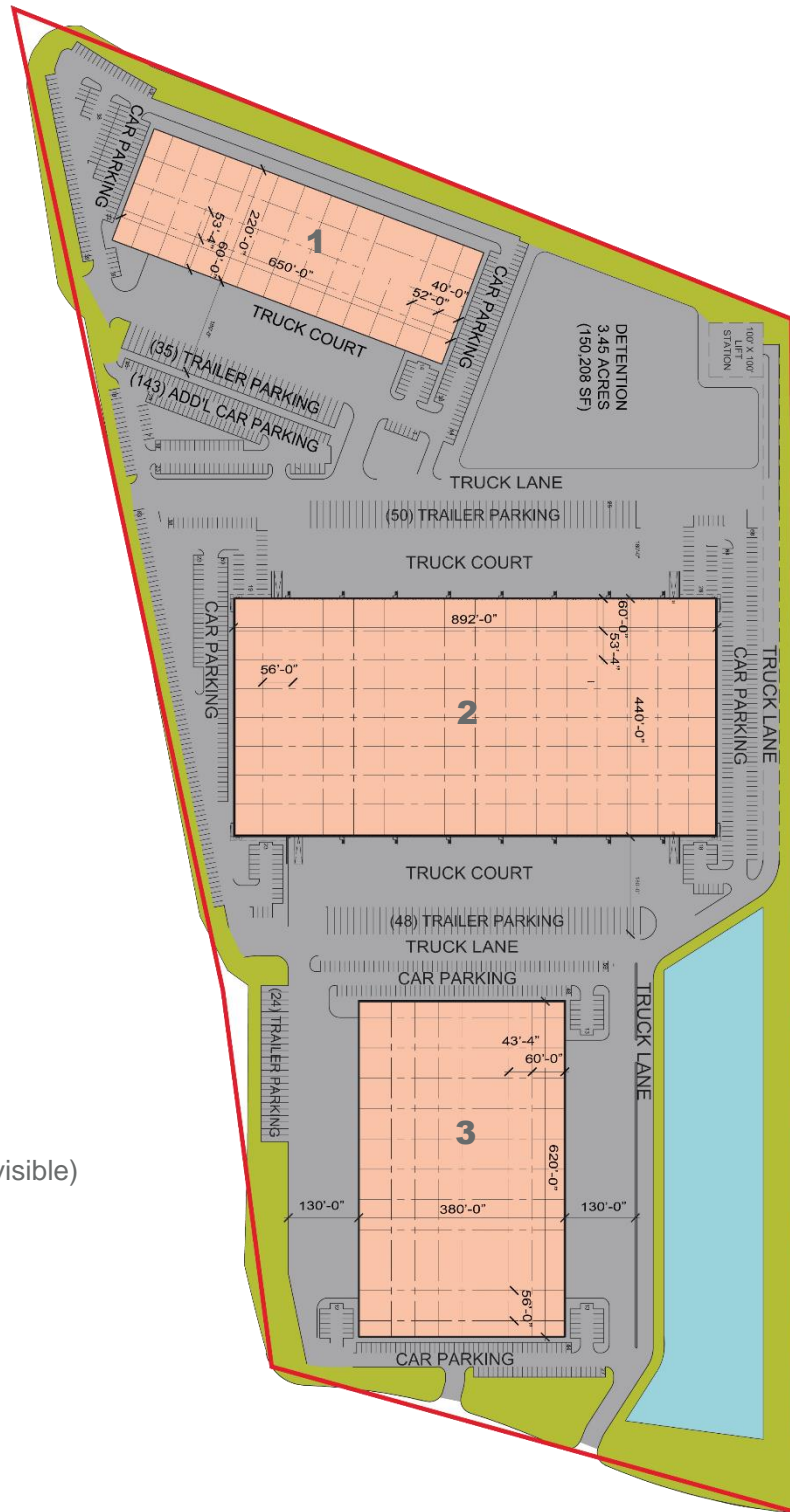 CAR PARKING
1
220'-0"
650'-0"
53'-4"
60'-0"
40'-0"
52'-0"
CAR PARKING
TRUCK COURT
(35) TRAILER PARKING
(143) ADD'L CAR PARKING
DETENTION
3.45 ACRES
(150,208 SF)
100' X 100'
LIFT
STATION
TRUCK LANE
(50) TRAILER PARKING
TRUCK COURT
CAR PARKING
892'-0"
60'-0"
53'-4"
56'-0"
440'-0"
2
CAR PARKING
TRUCK LANE
TRUCK COURT
(48) TRAILER PARKING
TRUCK LANE
CAR PARKING
(24) TRAILER PARKING
TRUCK LANE
43'-4"
60'-0"
3
620'-0"
visible)
130'-0"
380'-0"
130'-0"
56'-0"
CAR PARKING